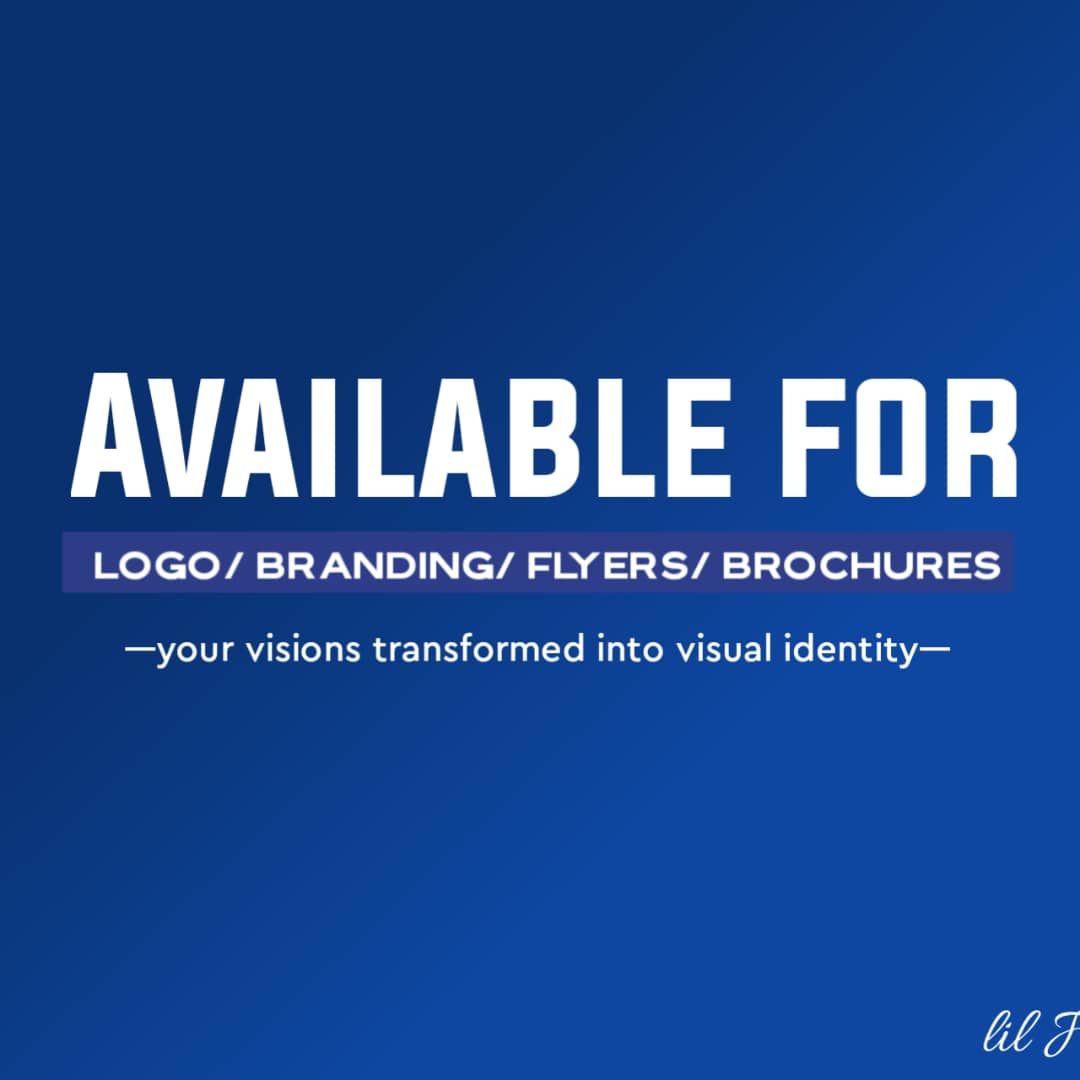 AVAILABLE FOR
LOGO/ BRANDING/ FLYERS/ BROCHURES
—your visions transformed into visual identity—
lil